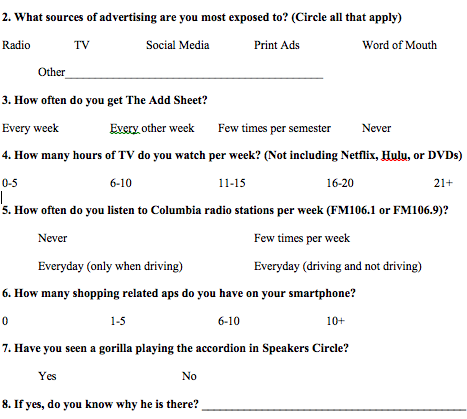 2. What sources of advertising are you most exposed to? (Circle all that apply)
Radio TV Social Media Print Ads Word of Mouth
Other____________________________________________
3. How often do you get The Add Sheet?
Every week Every other week Few times per semester Never
4. How many hours of TV do you watch per week? (Not including Netflix, Hulu, or DVDs)
0-5 6-10 11-15 16-20 21+
5. How often do you listen to Columbia radio stations per week (FM106.1 or FM106.9)?
Never Few times per week
Everyday (only when driving) Everyday (driving and not driving)
6. How many shopping related aps do you have on your smartphone?
0 1-5 6-10 10+
7. Have you seen a gorilla playing the accordion in Speakers Circle?
Yes No
8. If yes, do you know why he is there? ____________________________________________